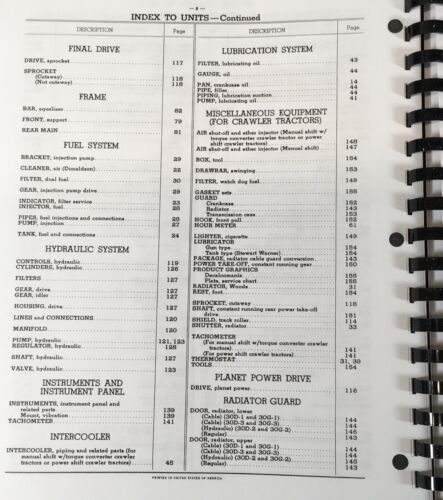 — 8 —
INDEX TO UNITS—Continued
DESCRIPTION Page
FINAL DRIVE
DRIVE, sprocket 117
SPROCKET
(Cutaway) 118
(Not cutaway) 118
FRAME
BAR, equalizer 82
FRONT, support 79
REAR MAIN 81
FUEL SYSTEM
BRACKET, injection pump 29
CLEANER, air (Donaldson) 22
FILTER, dual fuel 30
GEAR, injection pump drive 29
INDICATOR, filter service 23
INJECTOR, fuel 28
PIPES, fuel injections and connections 28
PUMP, injection 27
TANK, fuel and connections 24
HYDRAULIC SYSTEM
CONTROLS, hydraulic 119
CYLINDERS, hydraulic 126
FILTERS 127
GEAR, drive 127
GEAR, idler 127
HOUSING, drive 127
LINES and CONNECTIONS 120
MANIFOLD 120
PUMP, hydraulic 121, 123
REGULATOR, hydraulic 128
SHAFT, hydraulic 127
VALVE, hydraulic 123
INSTRUMENTS AND
INSTRUMENT PANEL
INSTRUMENTS, instrument panel and
related parts 139
Mount, vibration 139
TACHOMETER 141
INTERCOOLER
INTERCOOLER, piping and related parts (for
manual shift w/torque converter crawler
tractors or power shift crawler tractors) 45
DESCRIPTION Page
LUBRICATION SYSTEM
FILTER, lubricating oil 43
GAUGE, oil 44
PAN, crankcase oil 14
PIPE, filler 44
PIPING, lubrication suction 44
PUMP, lubricating oil 41
MISCELLANEOUS EQUIPMENT
(FOR CRAWLER TRACTORS)
AIR shut-off and ether injector (Manual shift w/
torque converter crawler tractors or power
shift crawler tractors) 148
AIR shut-off and ether injector (Manual shift) 147
BOX, tool 154
DRAWBAR, swinging 153
FILTER, watch dog fuel 149
GASKET sets 155
GUARD
Crankcase 152
Radiator 143
Transmission case 153
HOOK, front pull 152
HOUR METER 61
LIGHTER, cigarette 149
LUBRICATOR
Gun type 154
Tank type (Stewart Warner) 154
PACKAGE, radiator cable guard conversion 143
POWER TAKE-OFF, constant running gear 150
PRODUCT GRAPHICS
Decalcomania 155
Plate, service chart 155
RADIATOR, Woods 31
REST, foot 154
SPROCKET, cutaway 118
SHAFT, constant running rear power take-off
drive 151
SHIELD, track roller 114
SHUTTER, radiator 33
TACHOMETER
(For manual shift w/torque converter crawler
tractors) 141
(For power shift crawler tractors) 141
THERMOSTAT 31, 39
TOOLS 154
PLANET POWER DRIVE
DRIVE, planet power 116
RADIATOR GUARD
DOOR, radiator, lower
(Cable) (30D-1 and 30G-1) 144
(Cable) (30D-3 and 30G-3) 144
(Hydraulic) (30D-2 and 30G-2) 146
(Regular) 143
DOOR, radiator, upper
(Cable) (30D-1 and 30G-1) 144
(Cable) (30D-3 and 30G-3) 144
(Hydraulic) (30D-2 and 30G-2) 145
(Regular) 143
PRINTED IN UNITED STATES OF AMERICA